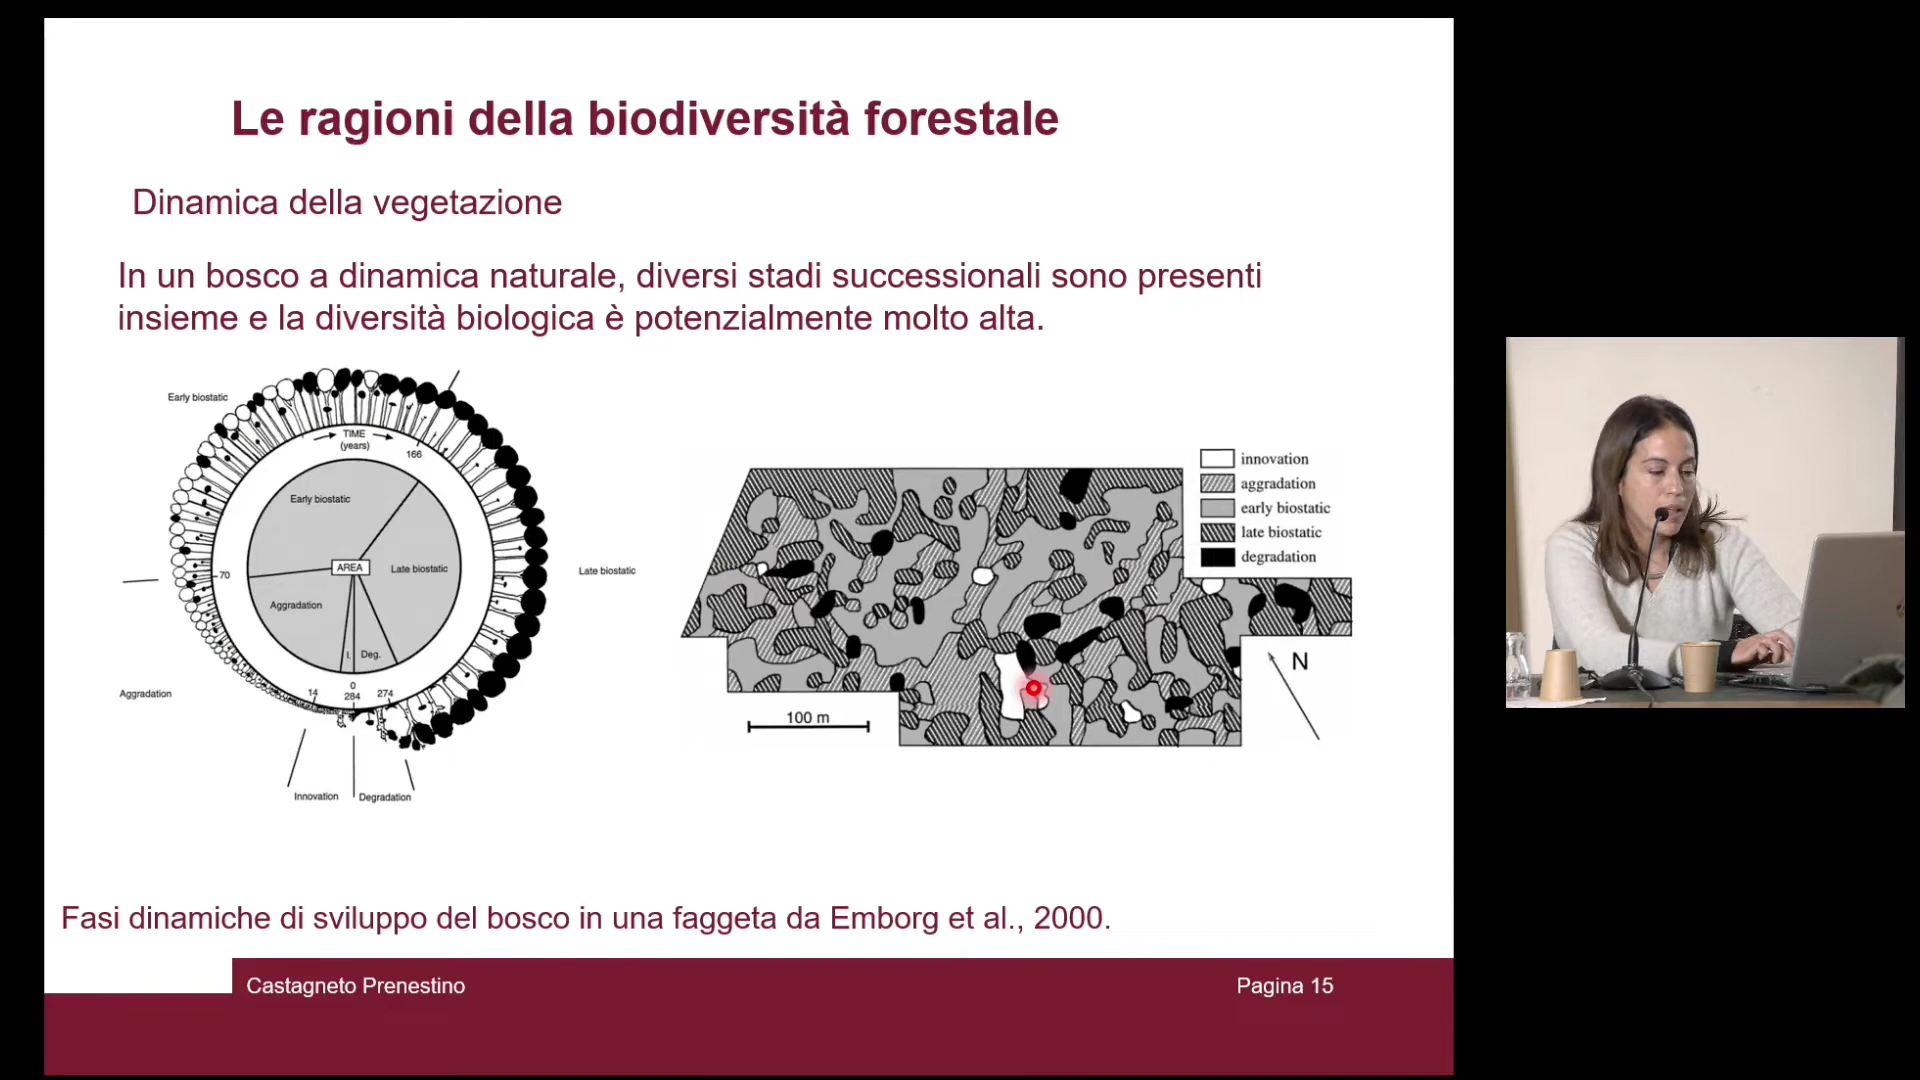 Le ragioni della biodiversità forestale
Dinamica della vegetazione
In un bosco a dinamica naturale, diversi stadi successionali sono presenti
insieme e la diversità biologica è potenzialmente molto alta.
Early biostatic
TIME
(years)
166
Early biostatic
AREA
Late biostatic
Late biostatic
70
Aggradation
I.
Deg.
Aggradation
14
0
284
274
Innovation
Degradation
innovation
aggradation
early biostatic
late biostatic
degradation
N
100 m
Fasi dinamiche di sviluppo del bosco in una faggeta da Emborg et al., 2000.
Castagneto Prenestino
Pagina 15